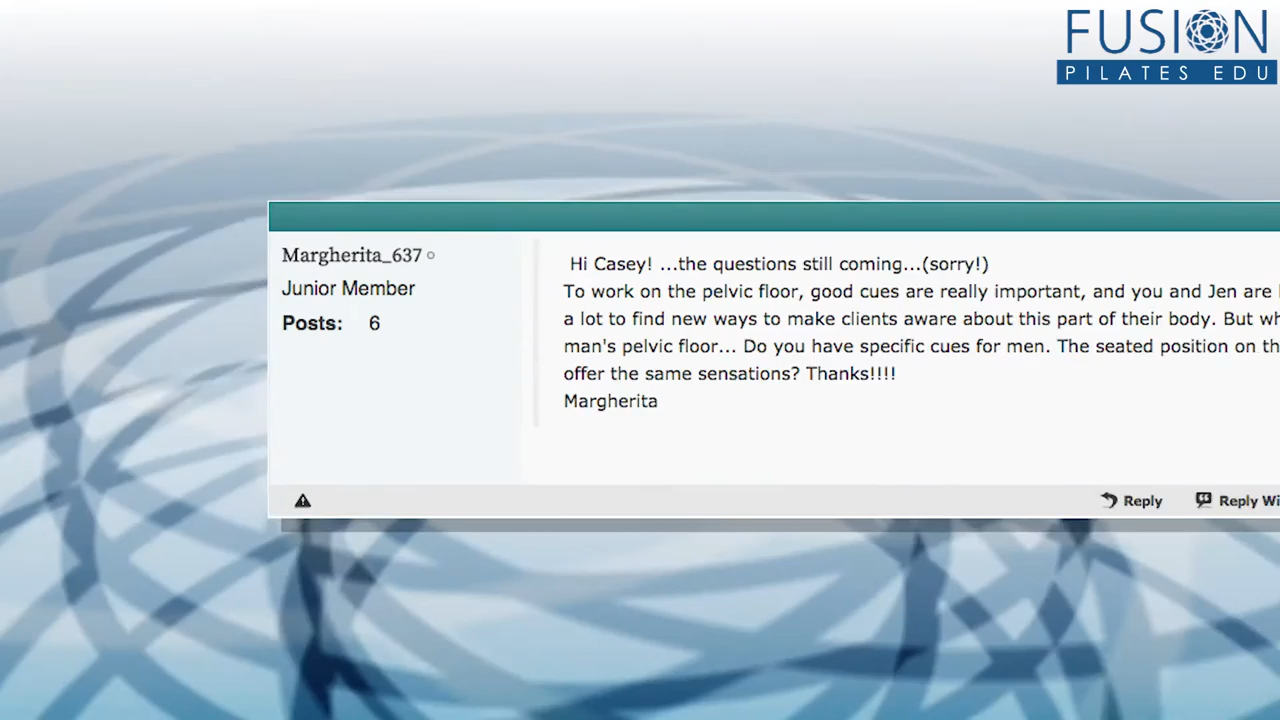 FUSION
PILATES EDU
Margherita_637
Junior Member
Posts: 6
Hi Casey! ...the questions still coming...(sorry!)
To work on the pelvic floor, good cues are really important, and you and Jen are
a lot to find new ways to make clients aware about this part of their body. But
man's pelvic floor... Do you have specific cues for men. The seated position on
offer the same sensations? Thanks!!!!
Margherita
Reply
Reply